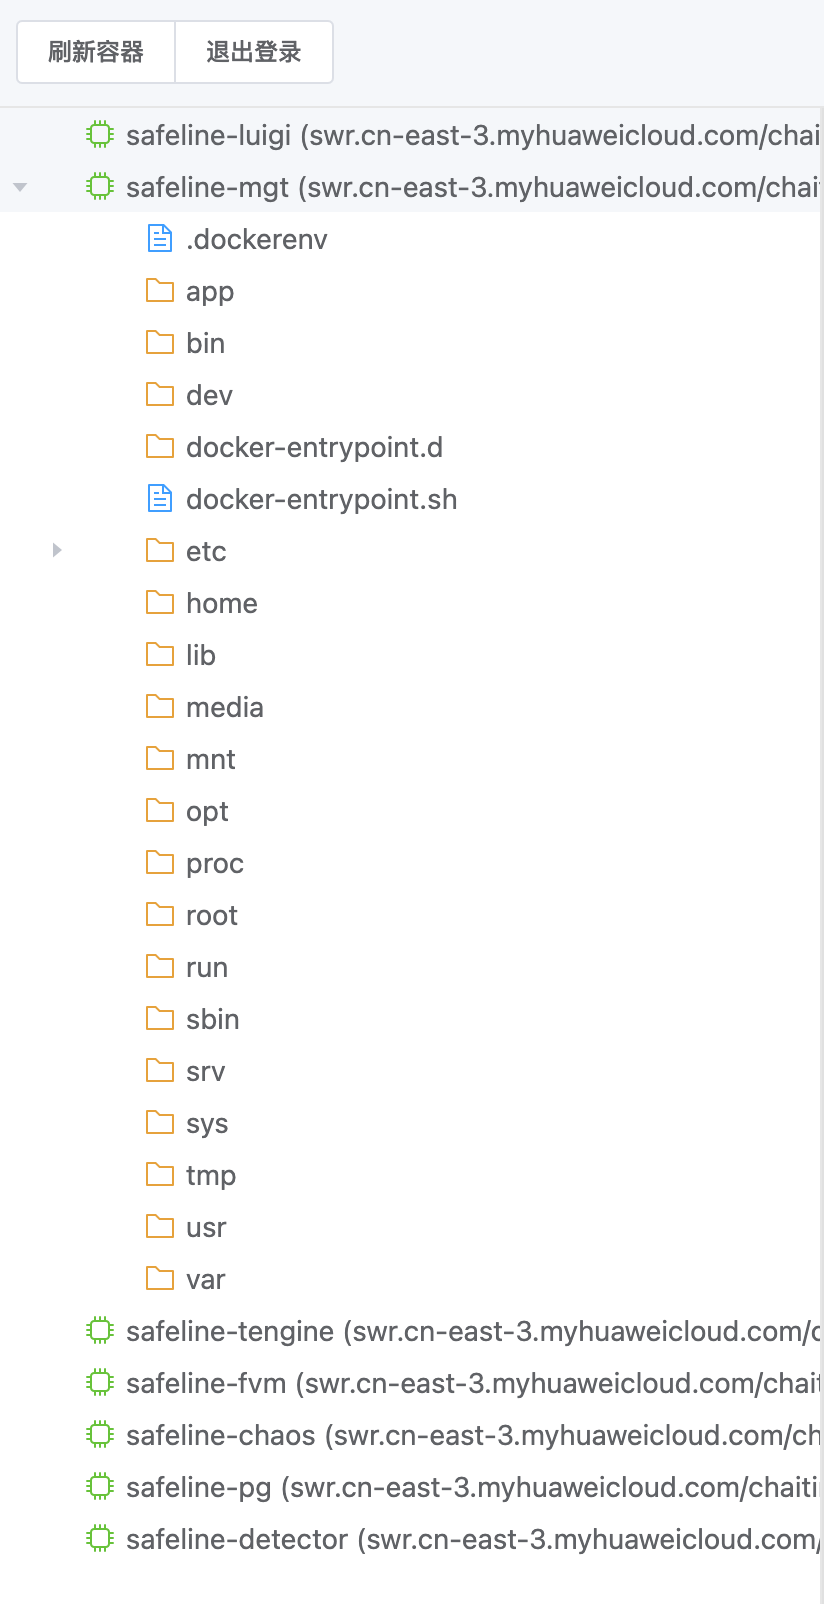 刷新容器 退出登录
safeline-luigi (swr.cn-east-3.myhuaweicloud.com/chai
safeline-mgt (swr.cn-east-3.myhuaweicloud.com/chai
.dockerenv
app
bin
dev
docker-entrypoint.d
docker-entrypoint.sh
etc
home
lib
media
mnt
opt
proc
root
run
sbin
srv
sys
tmp
usr
var
safeline-tengine (swr.cn-east-3.myhuaweicloud.com/
safeline-fvm (swr.cn-east-3.myhuaweicloud.com/chait
safeline-chaos (swr.cn-east-3.myhuaweicloud.com/ch
safeline-pg (swr.cn-east-3.myhuaweicloud.com/chaiti
safeline-detector (swr.cn-east-3.myhuaweicloud.com/